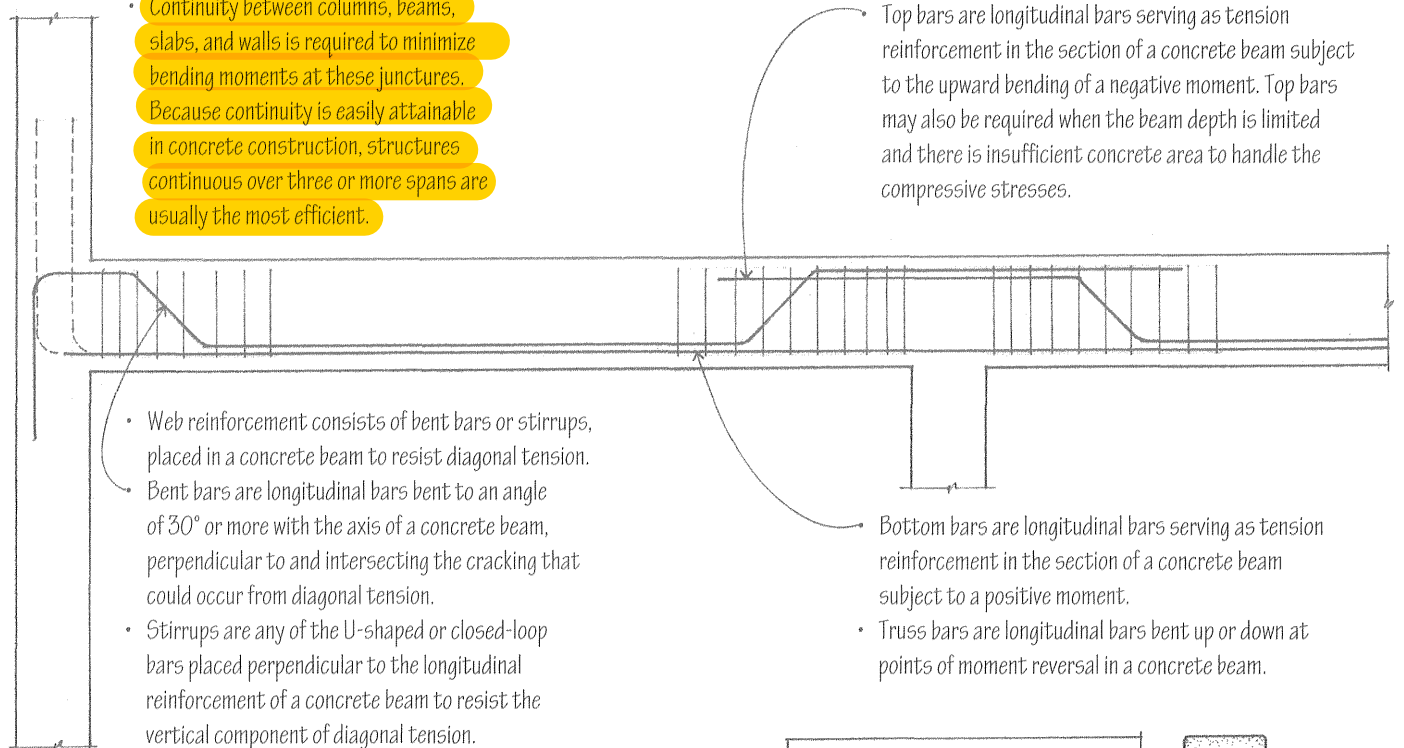 • Continuity between columns, beams,
slabs, and walls is required to minimize
bending moments at these junctures.
Because continuity is easily attainable
in concrete construction, structures
continuous over three or more spans are
usually the most efficient.
• Top bars are longitudinal bars serving as tension
reinforcement in the section of a concrete beam subject
to the upward bending of a negative moment. Top bars
may also be required when the beam depth is limited
and there is insufficient concrete area to handle the
compressive stresses.
• Web reinforcement consists of bent bars or stirrups,
placed in a concrete beam to resist diagonal tension.
• Bent bars are longitudinal bars bent to an angle
of 30° or more with the axis of a concrete beam,
perpendicular to and intersecting the cracking that
could occur from diagonal tension.
• Stirrups are any of the U-shaped or closed-loop
bars placed perpendicular to the longitudinal
reinforcement of a concrete beam to resist the
vertical component of diagonal tension.
• Bottom bars are longitudinal bars serving as tension
reinforcement in the section of a concrete beam
subject to a positive moment.
• Truss bars are longitudinal bars bent up or down at
points of moment reversal in a concrete beam.